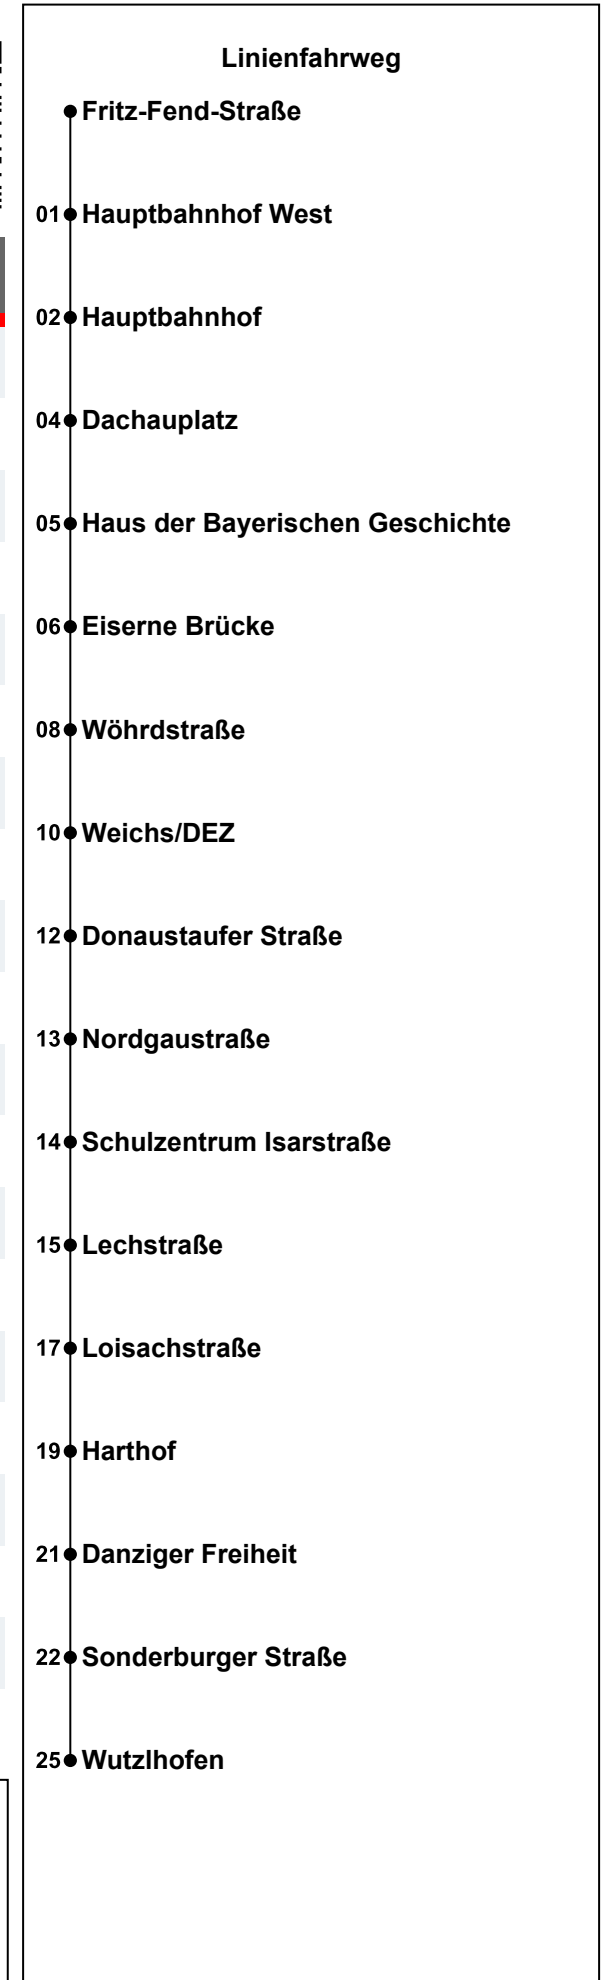 Linienfahrweg
Fritz-Fend-Straße
01 Hauptbahnhof West
02 Hauptbahnhof
04 Dachauplatz
05 Haus der Bayerischen Geschichte
06 Eiserne Brücke
08 Wöhrdstraße
10 Weichs/DEZ
12 Donaustaufer Straße
13 Nordgaustraße
14 Schulzentrum Isarstraße
15 Lechstraße
17 Loisachstraße
19 Harthof
21 Danziger Freiheit
22 Sonderburger Straße
25 Wutzlhofen